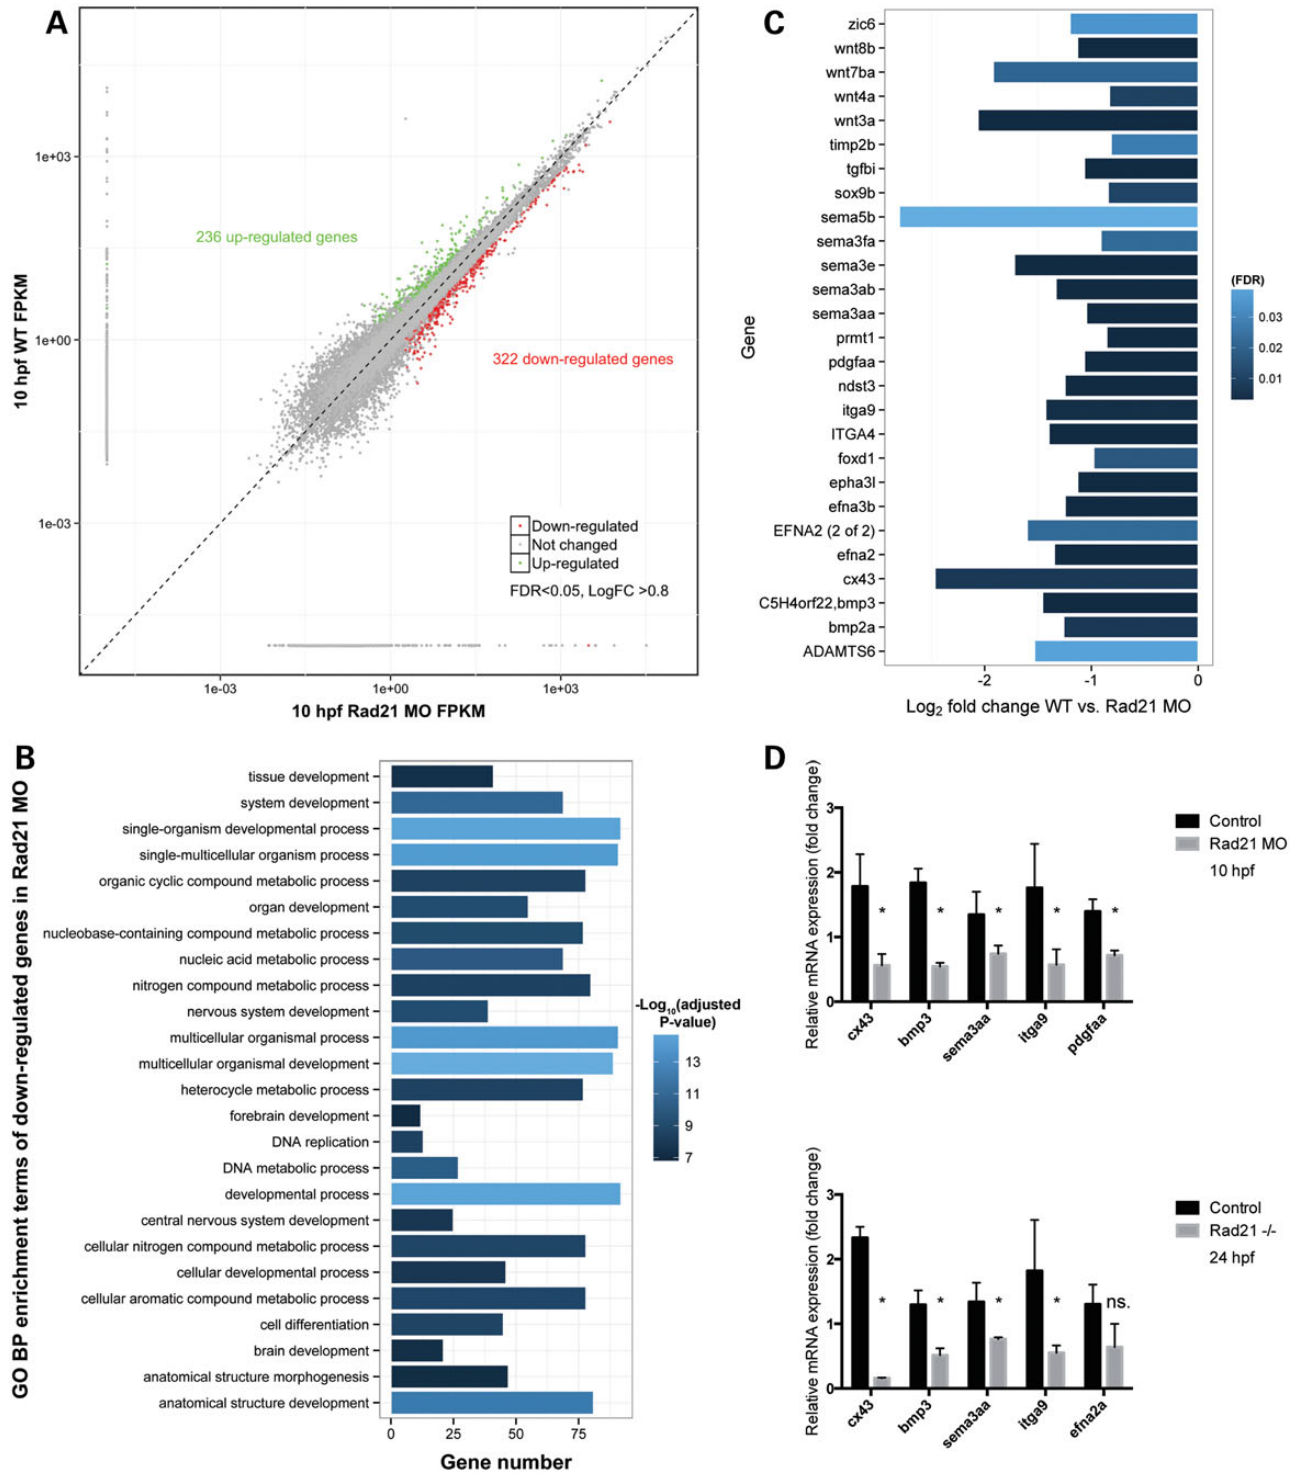 A
10 hpf WT FPKM
1e+03
1e+00
1e-03
236 up-regulated genes
322 down-regulated genes
Down-regulated
Not changed
Up-regulated
FDR<0.05, LogFC >0.8
1e-03
1e+00
1e+03
10 hpf Rad21 MO FPKM
C
Gene
zic6
wnt8b
wnt7ba
wnt4a
wnt3a
timp2b
tgfbi
sox9b
sema5b
sema3fa
sema3e
sema3ab
sema3aa
prmt1
pdgfaa
ndst3
itga9
ITGA4
foxd1
epha3l
efna3b
EFNA2 (2 of 2)
efna2
cx43
C5H4orf22,bmp3
bmp2a
ADAMTS6
-2
-1
0
Log2 fold change WT vs. Rad21 MO
(FDR)
0.03
0.02
0.01
B
GO BP enrichment terms of down-regulated genes in Rad21 MO
tissue development
system development
single-organism developmental process
single-multicellular organism process
organic cyclic compound metabolic process
organ development
nucleobase-containing compound metabolic process
nucleic acid metabolic process
nitrogen compound metabolic process
nervous system development
multicellular organismal process
multicellular organismal development
heterocycle metabolic process
forebrain development
DNA replication
DNA metabolic process
developmental process
central nervous system development
cellular nitrogen compound metabolic process
cellular developmental process
cellular aromatic compound metabolic process
cell differentiation
brain development
anatomical structure morphogenesis
anatomical structure development
0
25
50
75
Gene number
-Log10(adjusted
P-value)
13
11
9
7
D
Relative mRNA expression (fold change)
3
2
1
0
*
*
*
*
*
cx43
bmp3
sema3aa
itga9
pdgfaa
Control
Rad21 MO
10 hpf
Relative mRNA expression (fold change)
3
2
1
0
*
*
*
*
ns.
cx43
bmp3
sema3aa
itga9
efna2a
Control
Rad21 -/-
24 hpf